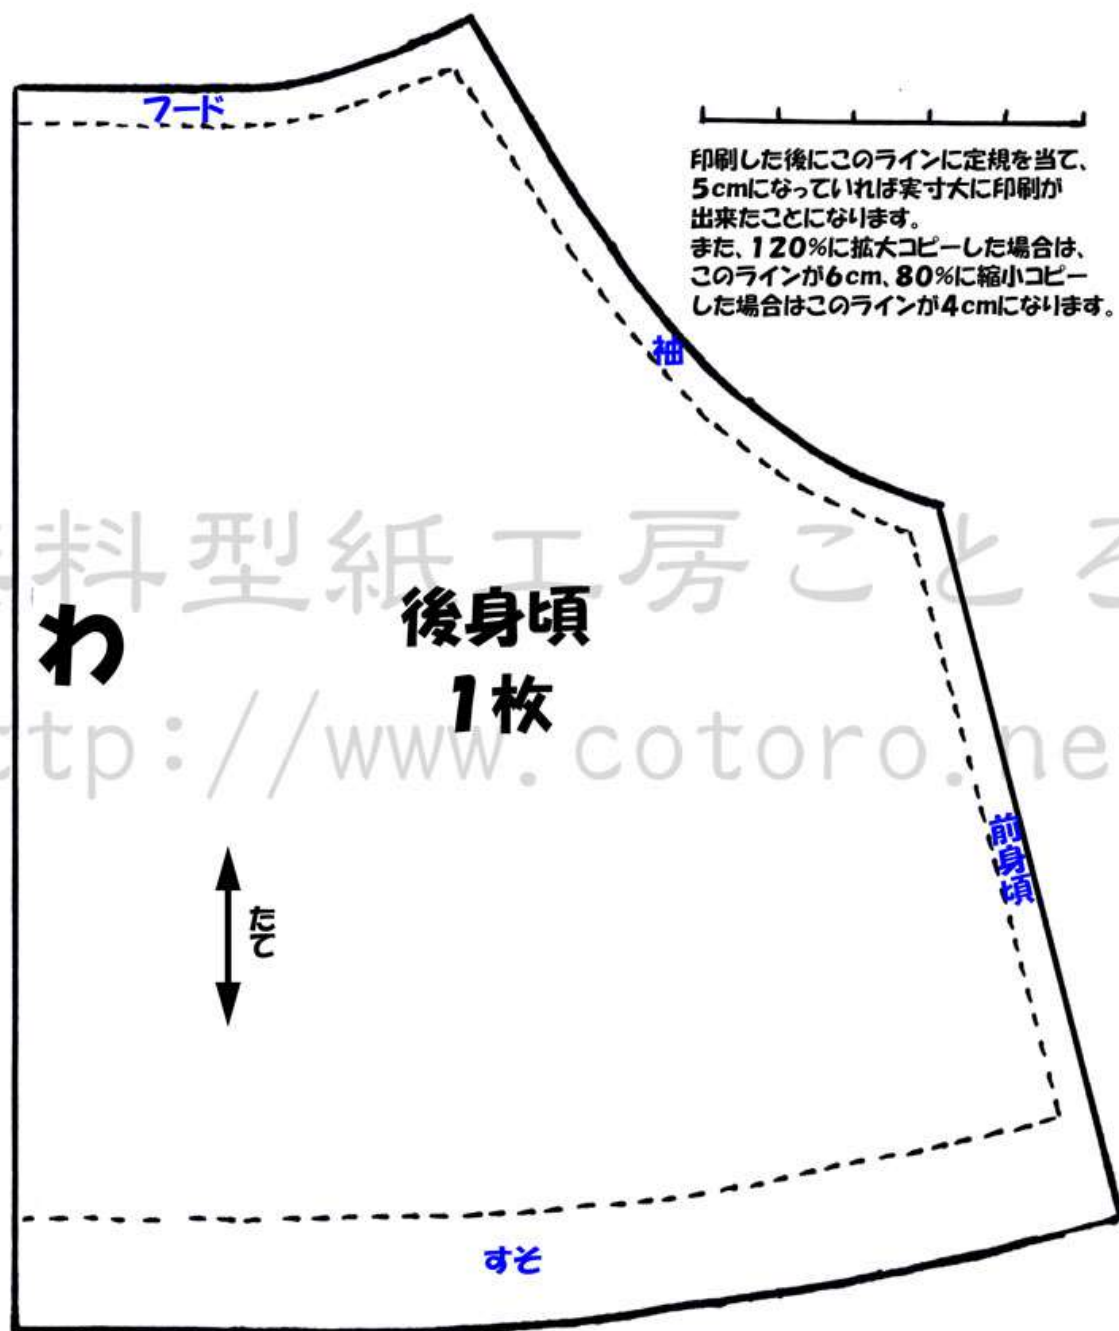 フード
印刷した後にこのラインに定規を当て、
5cmになっていれば実寸大に印刷が
出来たことになります。
また、120%に拡大コピーした場合は、
このラインが6cm、80%に縮小コピー
した場合はこのラインが4cmになります。
袖
料型紙工房ことろ
わ
後身頃
1枚
ttp://www.cotoro.ne
前身頃
たて
すそ